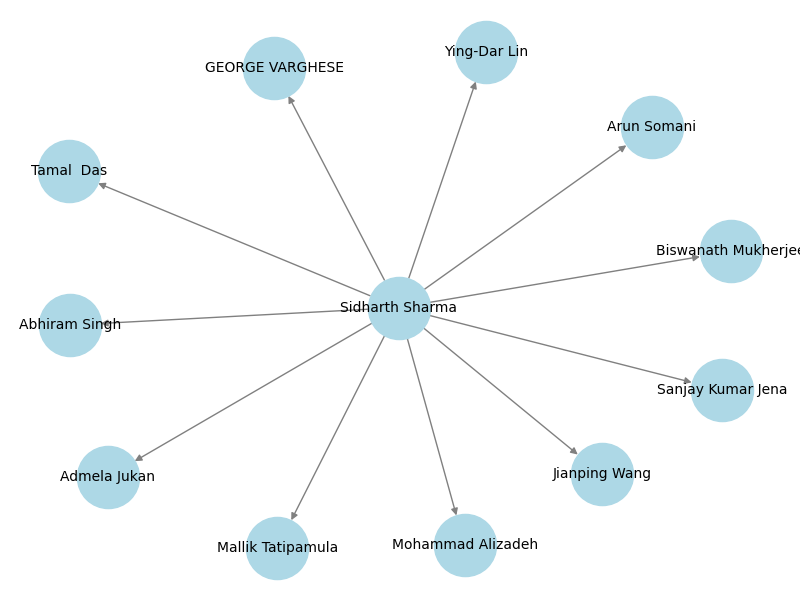 Ying-Dar Lin
GEORGE VARGHESE
Arun Somani
Tamal  Das
Biswanath Mukherjee
Sidharth Sharma
Abhiram Singh
Sanjay Kumar Jena
Jianping Wang
Admela Jukan
Mohammad Alizadeh
Mallik Tatipamula